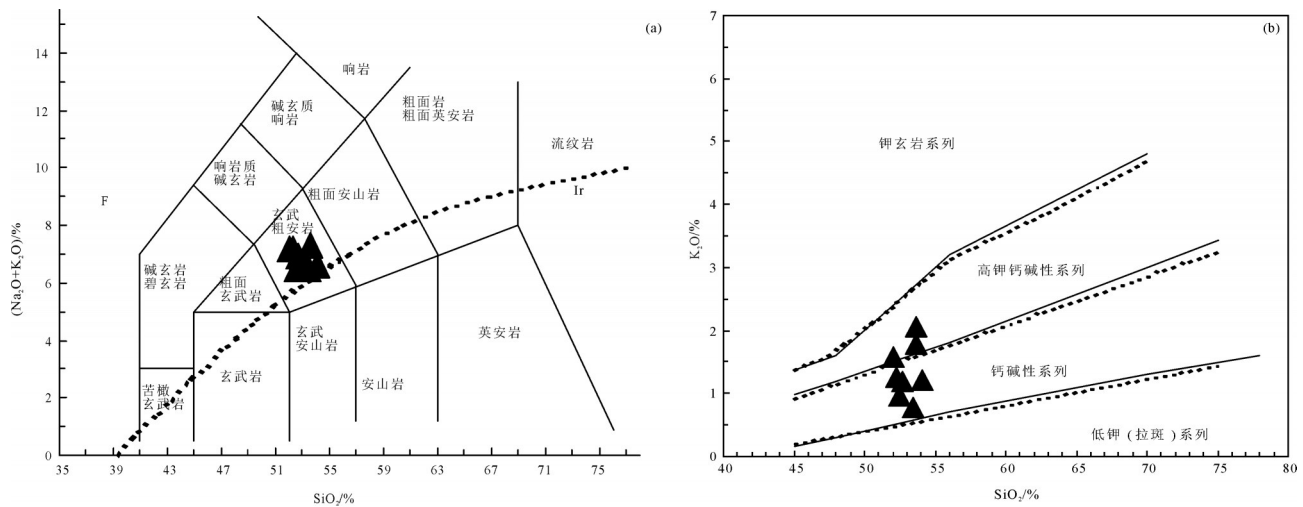 (a)
(Na₂O+K₂O)/%
14
12
10
8
6
4
2
0
35
39
43
47
51
55
59
63
67
71
75
SiO₂/%
响岩
碱玄质
响岩
粗面岩
粗面英安岩
流纹岩
响岩质
碱玄岩
粗面安山岩
Ir
F
玄武
粗安岩
碱玄岩
碧玄岩
粗面
玄武岩
玄武
安山岩
英安岩
玄武岩
安山岩
苦橄
玄武岩
(b)
K₂O/%
7
6
5
4
3
2
1
0
40
45
50
55
60
65
70
75
80
SiO₂/%
钾玄岩系列
高钾钙碱性系列
钙碱性系列
低钾(拉斑)系列